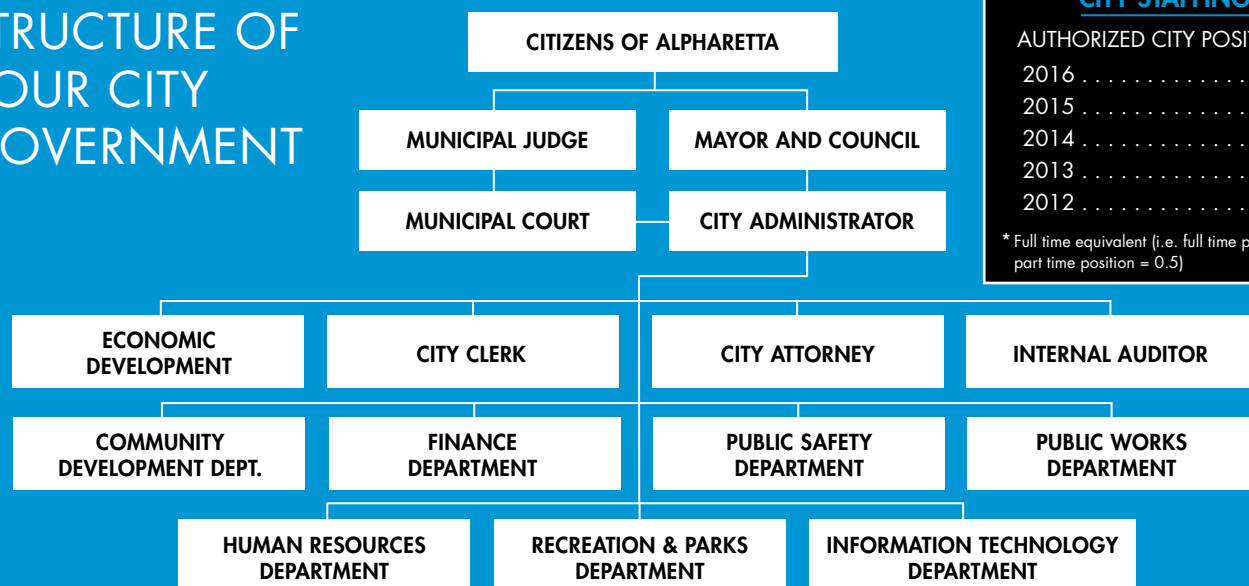 TRUCTURE OF
OUR CITY
OVERNMENT
CITIZENS OF ALPHARETTA
MUNICIPAL JUDGE
MAYOR AND COUNCIL
MUNICIPAL COURT
CITY ADMINISTRATOR
ECONOMIC
DEVELOPMENT
CITY CLERK
CITY ATTORNEY
INTERNAL AUDITOR
COMMUNITY
DEVELOPMENT DEPT.
FINANCE
DEPARTMENT
PUBLIC SAFETY
DEPARTMENT
PUBLIC WORKS
DEPARTMENT
HUMAN RESOURCES
DEPARTMENT
RECREATION & PARKS
DEPARTMENT
INFORMATION TECHNOLOGY
DEPARTMENT
CITY STAFFING
AUTHORIZED CITY POSI
2016 . . . . . . . . . . . . .
2015 . . . . . . . . . . . . .
2014 . . . . . . . . . . . . .
2013 . . . . . . . . . . . . .
2012 . . . . . . . . . . . . .
* Full time equivalent (i.e. full time p
part time position = 0.5)